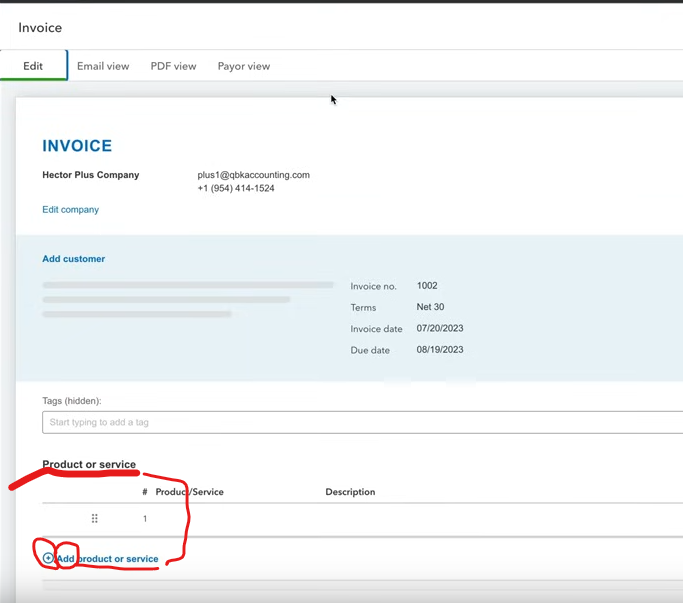 Invoice
Edit Email view PDF view Payor view
INVOICE
Hector Plus Company plus1@qbkaccounting.com
+1 (954) 414-1524
Edit company
Add customer
Invoice no. 1002
Terms Net 30
Invoice date 07/20/2023
Due date 08/19/2023
Tags (hidden):
Start typing to add a tag
Product or service
# Product/Service Description
1
Add product or service